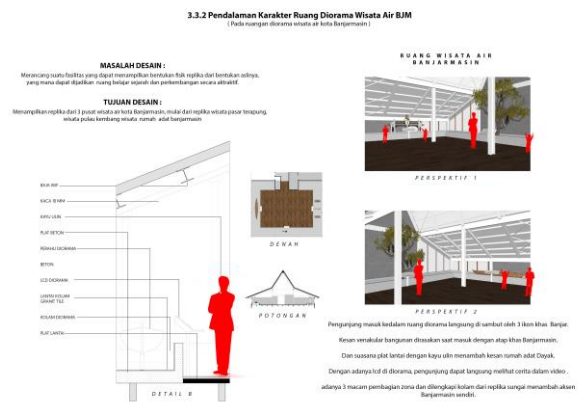 3.3.2 Pendalaman Karakter Ruang Diorama Wisata Air BJM
( Pada ruangan diorama wisata air kota Banjarmasin )
MASALAH DESAIN :
Merancang suatu fasilitas yang dapat menampilkan bentukan fisik replika dari bentukan aslinya,
yang mana dapat dijadikan ruang belajar sejarah dan perkembangan secara aktraktif.
TUJUAN DESAIN :
Menampilkan replika dari 3 pusat wisata air kota Banjarmasin, mulai dari replika wisata pasar terapung,
wisata pulas kembang wisata rumah adat banjarmasin
RUANG WISATA AIR
BANJARMASIN
PERSPEKTIF 1
BAJA WF
KACA 10 MM
KAYU ULIN
PLAT BETON
PERAHU DIORAMA
BETON
LCD DIORAMA
LANTAI KOLAM
GRANIT TILE
KOLAM DIORAMA
PLAT LANTAI
DETAIL B
DENAH
POTONGAN
PERSPEKTIF 2
Pengunjung masuk kedalam ruang diorama langsung di sambut oleh 3 ikon khas Banjar.
Kesan venakular bangunan dirasakan saat masuk dengan atap khas Banjarmasin.
Dan suasana plat lantai dengan kayu ulin menambah kesan rumah adat Dayak.
Dengan adanya lcd di diorama, pengunjung dapat langsung melihat cerita dalam video .
adanya 3 macam pembagian zona dan dilengkapi kolam dari replika sungai menambah aksen
Banjarmasin sendiri.